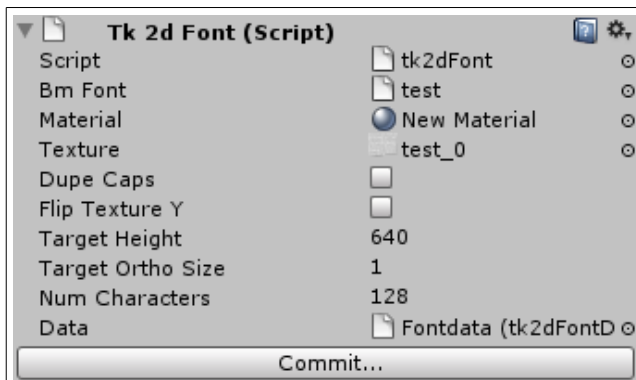 Tk 2d Font (Script)
Script tk2dFont
Bm Font test
Material New Material
Texture test_0
Dupe Caps
Flip Texture Y
Target Height 640
Target Ortho Size 1
Num Characters 128
Data Fontdata (tk2dFontD
Commit...